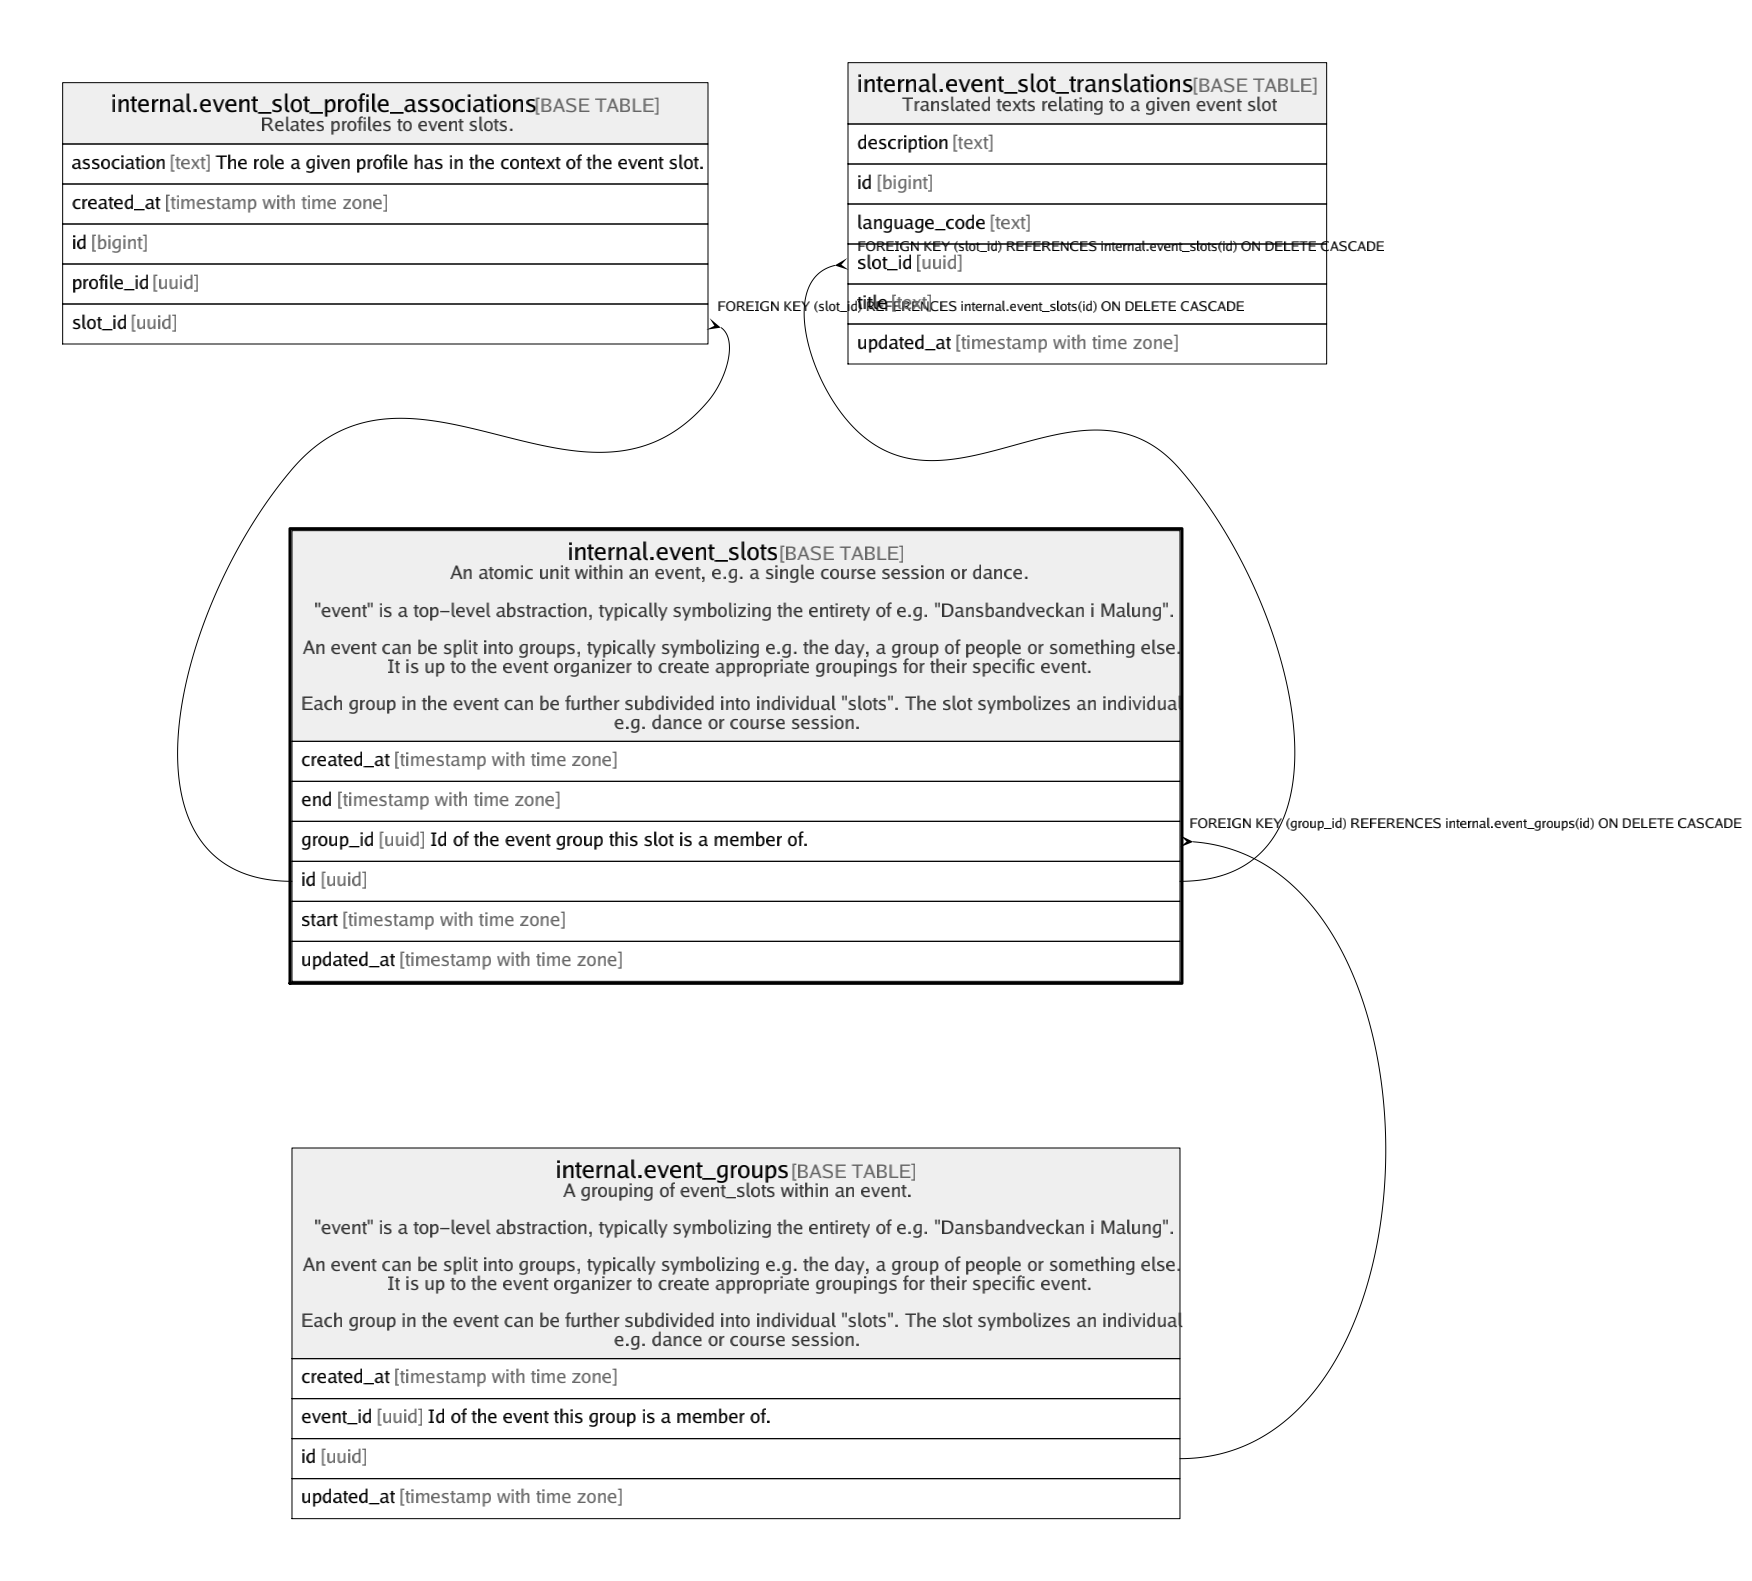 internal.event_slot_profile_associations[BASE TABLE]
Relates profiles to event slots.
association [text] The role a given profile has in the context of the event slot.
created_at [timestamp with time zone]
id [bigint]
profile_id [uuid]
slot_id [uuid]
FOREIGN KEY (slot_id) REFERENCES internal.event_slots(id) ON DELETE CASCADE
internal.event_slot_translations[BASE TABLE]
Translated texts relating to a given event slot
description [text]
id [bigint]
language_code [text]
FOREIGN KEY (slot_id) REFERENCES internal.event_slots(id) ON DELETE CASCADE
slot_id [uuid]
title [text]
updated_at [timestamp with time zone]
internal.event_slots[BASE TABLE]
An atomic unit within an event, e.g. a single course session or dance.
"event" is a top-level abstraction, typically symbolizing the entirety of e.g. "Dansbandveckan i Malung".
An event can be split into groups, typically symbolizing e.g. the day, a group of people or something else.
It is up to the event organizer to create appropriate groupings for their specific event.
Each group in the event can be further subdivided into individual "slots". The slot symbolizes an individual
e.g. dance or course session.
created_at [timestamp with time zone]
end [timestamp with time zone]
group_id [uuid] Id of the event group this slot is a member of.
FOREIGN KEY (group_id) REFERENCES internal.event_groups(id) ON DELETE CASCADE
id [uuid]
start [timestamp with time zone]
updated_at [timestamp with time zone]
internal.event_groups[BASE TABLE]
A grouping of event_slots within an event.
"event" is a top-level abstraction, typically symbolizing the entirety of e.g. "Dansbandveckan i Malung".
An event can be split into groups, typically symbolizing e.g. the day, a group of people or something else.
It is up to the event organizer to create appropriate groupings for their specific event.
Each group in the event can be further subdivided into individual "slots". The slot symbolizes an individual
e.g. dance or course session.
created_at [timestamp with time zone]
event_id [uuid] Id of the event this group is a member of.
id [uuid]
updated_at [timestamp with time zone]